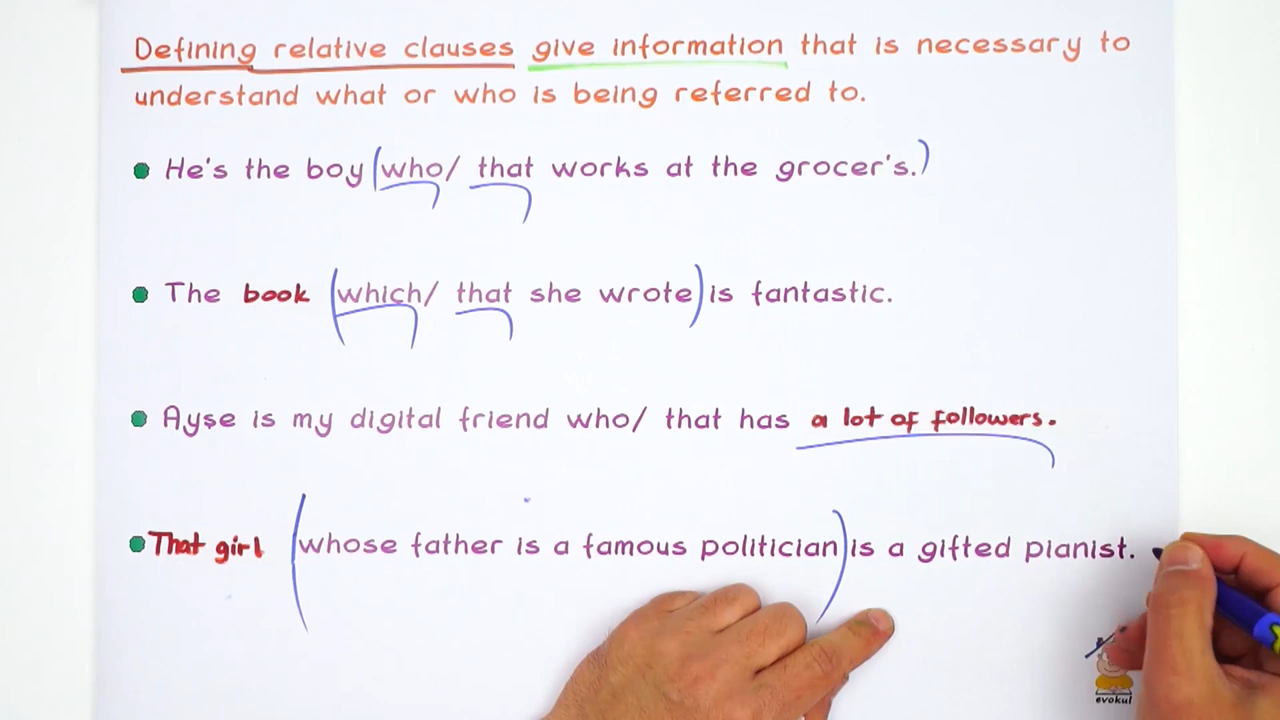 Defining relative clauses give information that is necessary to
understand what or who is being referred to.
He's the boy (who/ that works at the grocer's.)
The book (which/ that she wrote) is fantastic.
Ayşe is my digital friend who/ that has a lot of followers.
That girl (whose father is a famous politician) is a gifted pianist.
evokul